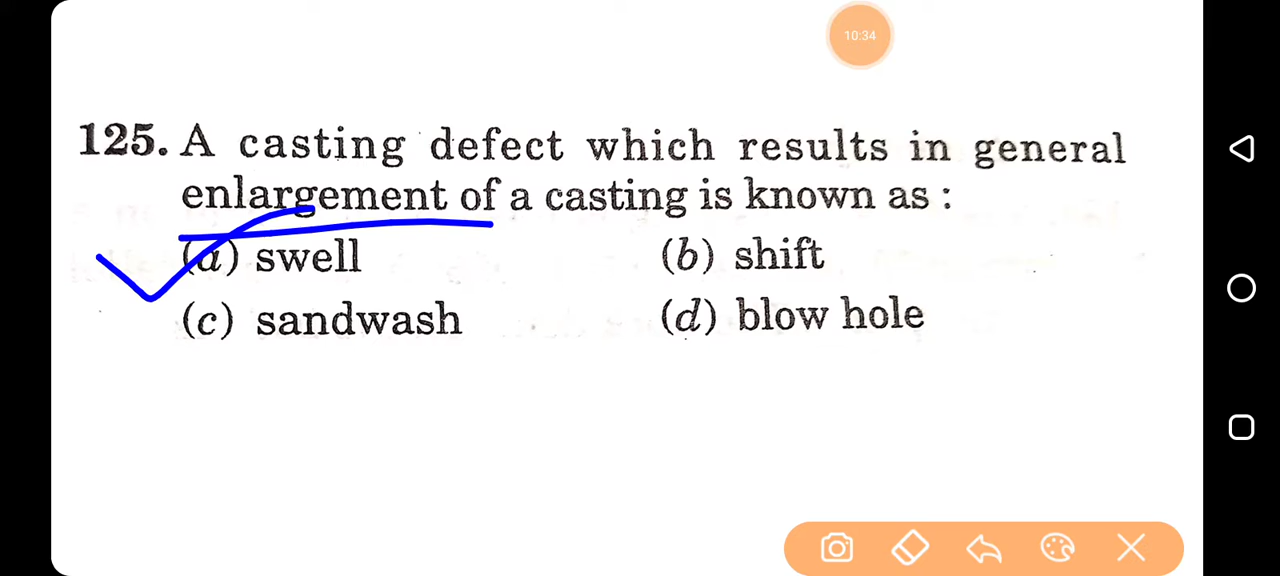 10:34
125. A casting defect which results in general
enlargement of a casting is known as :
(a) swell (b) shift
(c) sandwash (d) blow hole